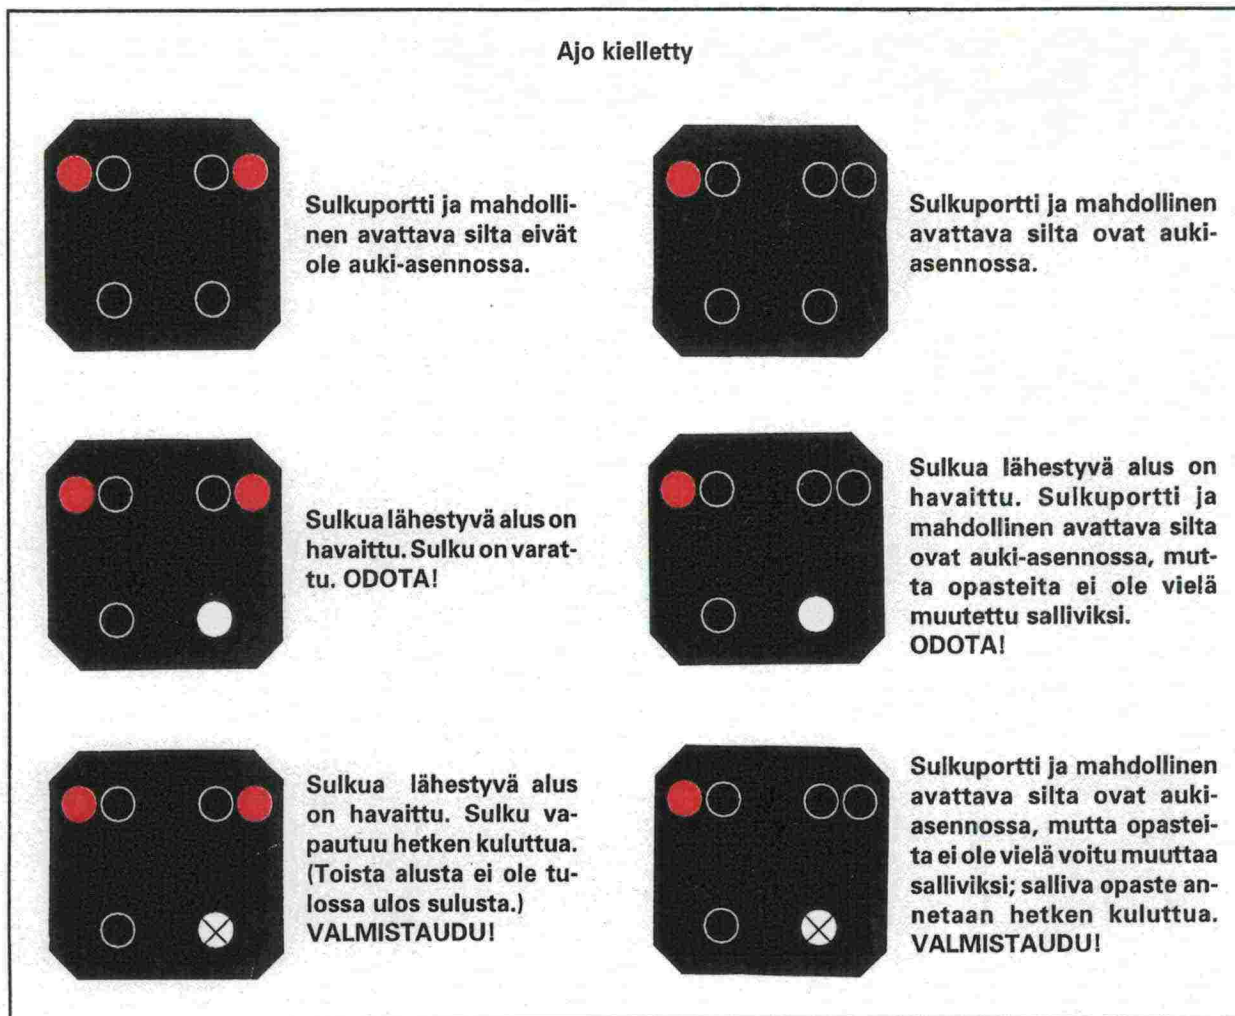 Ajo kielletty
Sulkuportti ja mahdolli-
nen avattava silta eivät
ole auki-asennossa.
Sulkuportti ja mahdollinen
avattava silta ovat auki-
asennossa.
Sulkua lähestyvä alus on
havaittu. Sulku on varat-
tu. ODOTA!
Sulkua lähestyvä alus on
havaittu. Sulkuportti ja
mahdollinen avattava silta
ovat auki-asennossa, mut-
ta opasteita ei ole vielä
muutettu salliviksi.
ODOTA!
Sulkua lähestyvä alus
on havaittu. Sulku va-
pautuu hetken kuluttua.
(Toista alusta ei ole tu-
lossa ulos sulusta.)
VALMISTAUDU!
Sulkuportti ja mahdollinen
avattava silta ovat auki-
asennossa, mutta opastei-
ta ei ole vielä voitu muuttaa
salliviksi; salliva opaste an-
netaan hetken kuluttua.
VALMISTAUDU!